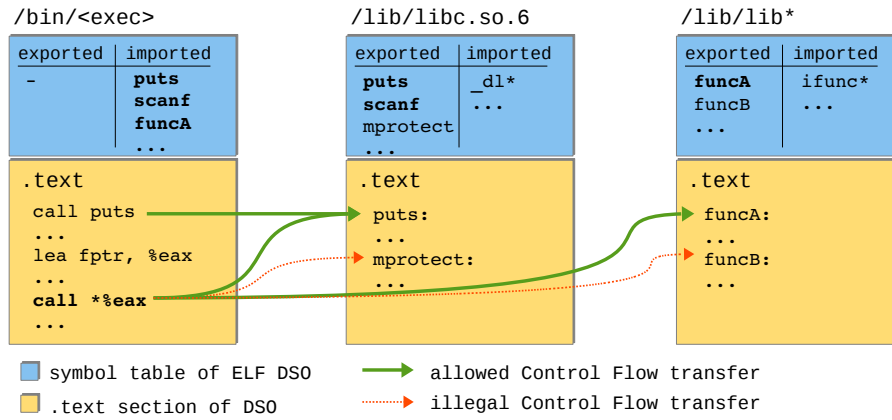 /bin/<exec>
/lib/libc.so.6
/lib/lib*
exported imported
-
puts
scanf
funcA
...
exported imported
puts _dl*
scanf ...
mprotect
...
exported imported
funcA ifunc*
funcB ...
...
.text
call puts
...
lea fptr, %eax
...
call *%eax
...
.text
puts:
...
mprotect:
...
.text
funcA:
...
funcB:
...
symbol table of ELF DSO
.text section of DSO
allowed Control Flow transfer
illegal Control Flow transfer